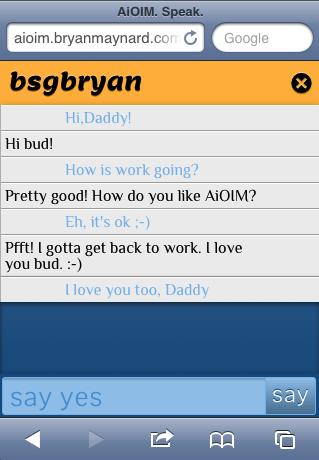 AiOIM. Speak.
aioim.bryanmaynard.com
Google
bsgbryan
Hi,Daddy!
Hi bud!
How is work going?
Pretty good! How do you like AiOIM?
Eh, it's ok ;-)
Pfft! I gotta get back to work. I love
you bud. :-)
I love you too, Daddy
say yes
say